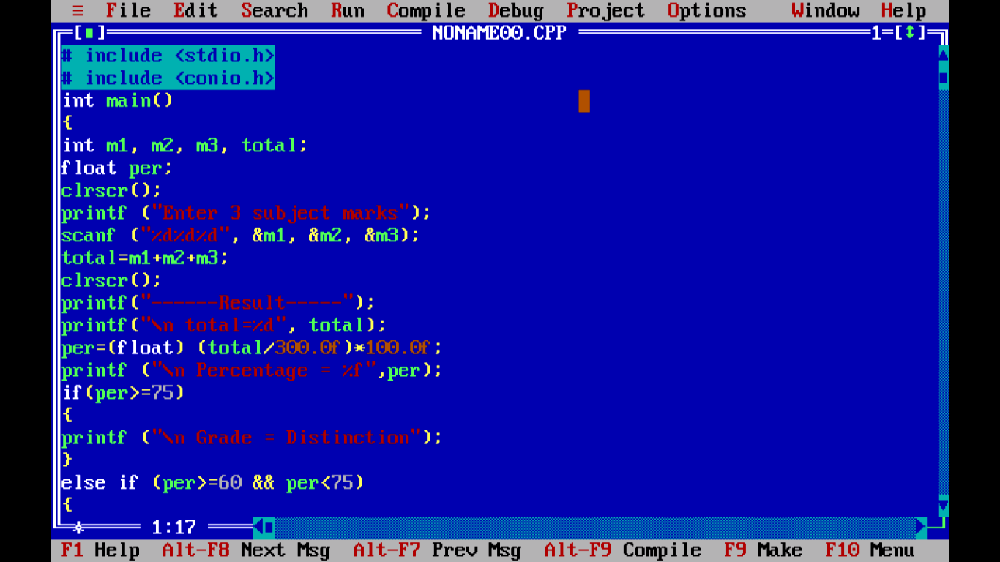 ≡ File Edit Search Run Compile Debug Project Options Window Help
[■] NONAME00.CPP 1=[↕]
# include <stdio.h>
# include <conio.h>
int main()
{
int m1, m2, m3, total;
float per;
clrscr();
printf ("Enter 3 subject marks");
scanf ("%d%d%d", &m1, &m2, &m3);
total=m1+m2+m3;
clrscr();
printf("------Result-----");
printf("\n total=%d", total);
per=(float) (total/300.0f)*100.0f;
printf ("\n Percentage = %f",per);
if(per>=75)
{
printf ("\n Grade = Distinction");
}
else if (per>=60 && per<75)
{
1:17
F1 Help Alt-F8 Next Msg Alt-F7 Prev Msg Alt-F9 Compile F9 Make F10 Menu